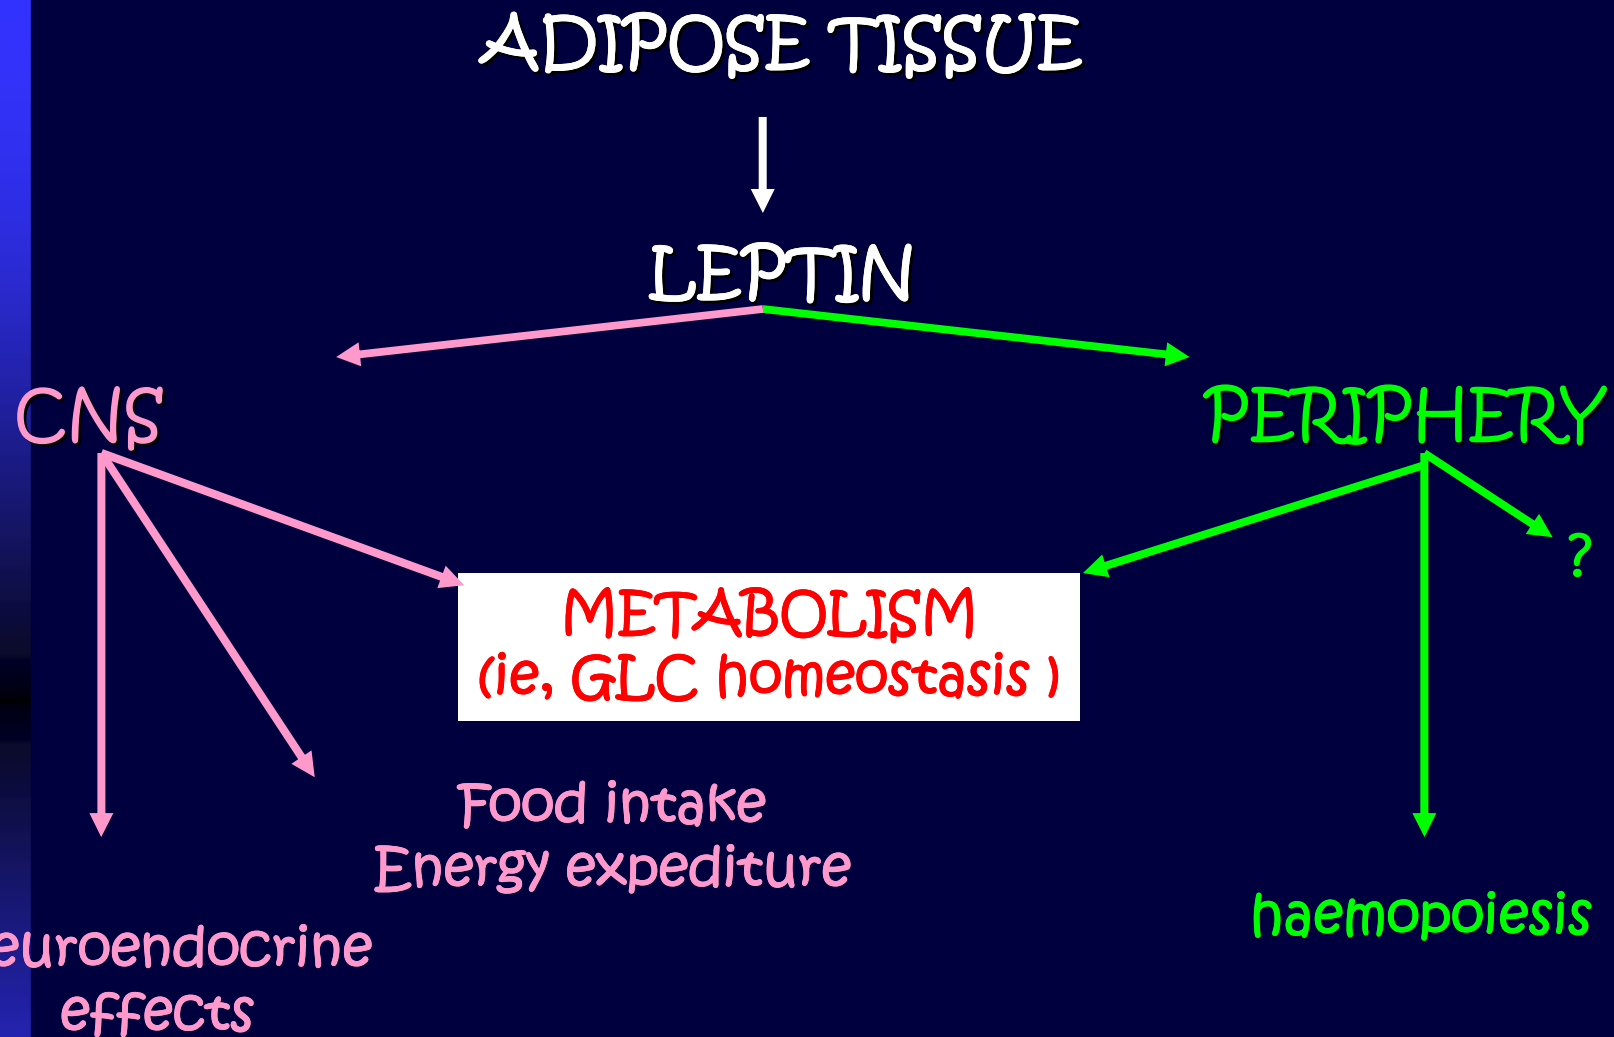 ADIPOSE TISSUE
LEPTIN
CNS
PERIPHERY
?
METABOLISM
(ie, GLC homeostasis )
Food intake
Energy expediture
haemopoiesis
euroendocrine
effects